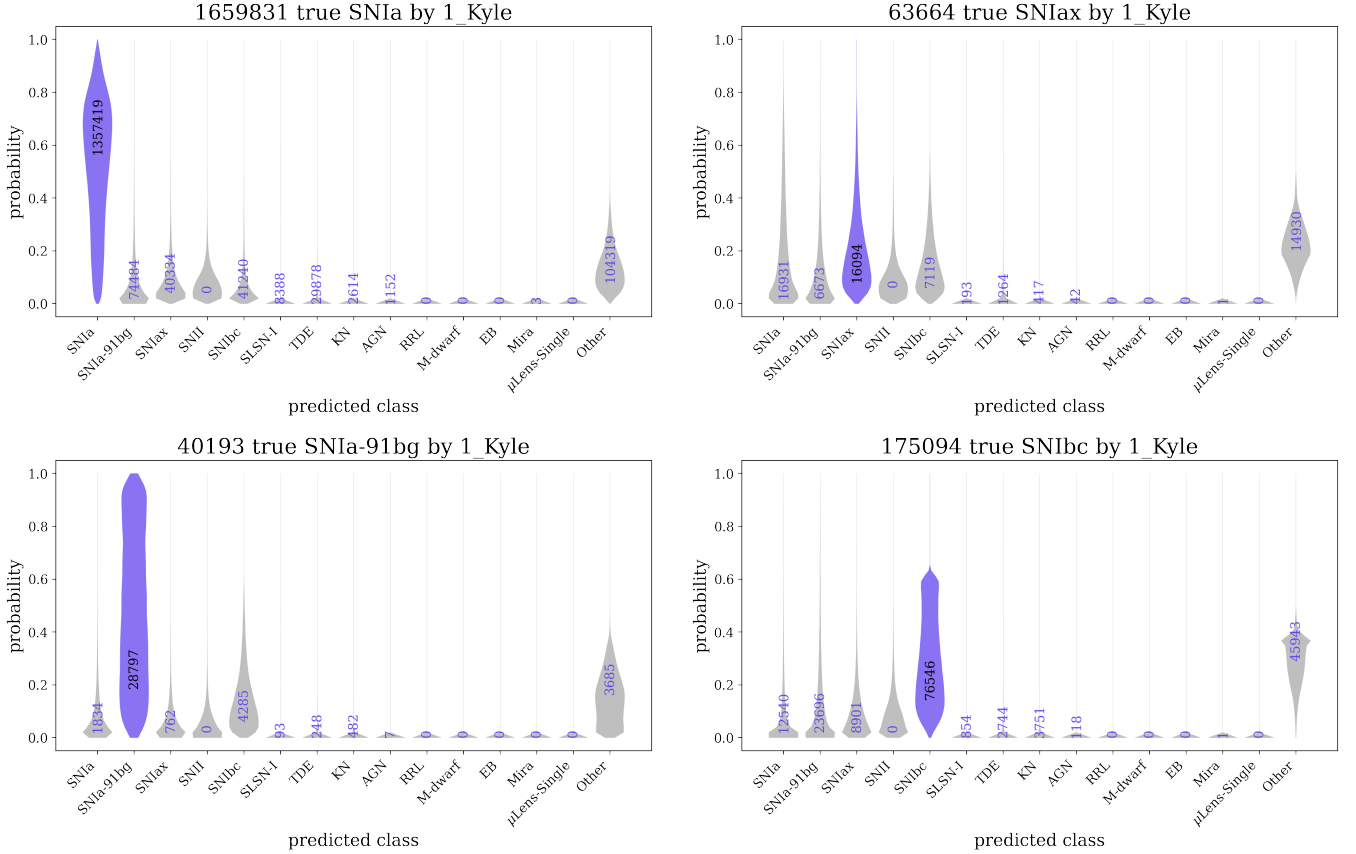 1659831 true SNIa by 1_Kyle
probability
1.0
0.8
0.6
0.4
0.2
0.0
1357419
74484
40334
0
41240
8388
29878
2614
1152
0
0
0
3
0
104319
SNIa
SNIa-91bg
SNIax
SNII
SNIbc
SLSN-I
TDE
KN
AGN
RRL
M-dwarf
EB
Mira
μLens-Single
Other
predicted class
63664 true SNIax by 1_Kyle
probability
1.0
0.8
0.6
0.4
0.2
0.0
16931
6673
16094
0
7119
193
1264
417
42
0
0
0
1
0
14930
SNIa
SNIa-91bg
SNIax
SNII
SNIbc
SLSN-I
TDE
KN
AGN
RRL
M-dwarf
EB
Mira
μLens-Single
Other
predicted class
40193 true SNIa-91bg by 1_Kyle
probability
1.0
0.8
0.6
0.4
0.2
0.0
1834
28797
762
0
4285
93
248
482
7
0
0
0
0
0
3685
SNIa
SNIa-91bg
SNIax
SNII
SNIbc
SLSN-I
TDE
KN
AGN
RRL
M-dwarf
EB
Mira
μLens-Single
Other
predicted class
175094 true SNIbc by 1_Kyle
probability
1.0
0.8
0.6
0.4
0.2
0.0
12540
23696
8901
0
76546
854
2744
3751
118
0
0
0
1
0
45943
SNIa
SNIa-91bg
SNIax
SNII
SNIbc
SLSN-I
TDE
KN
AGN
RRL
M-dwarf
EB
Mira
μLens-Single
Other
predicted class